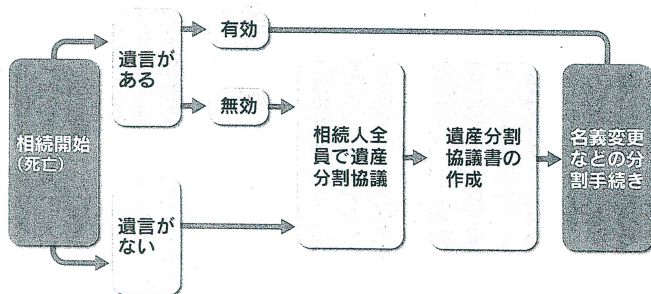 相続開始
(死亡)
遺言が
ある
有効
無効
遺言が
ない
相続人全
員で遺産
分割協議
遺産分割
協議書の
作成
名義変更
などの分
割手続き